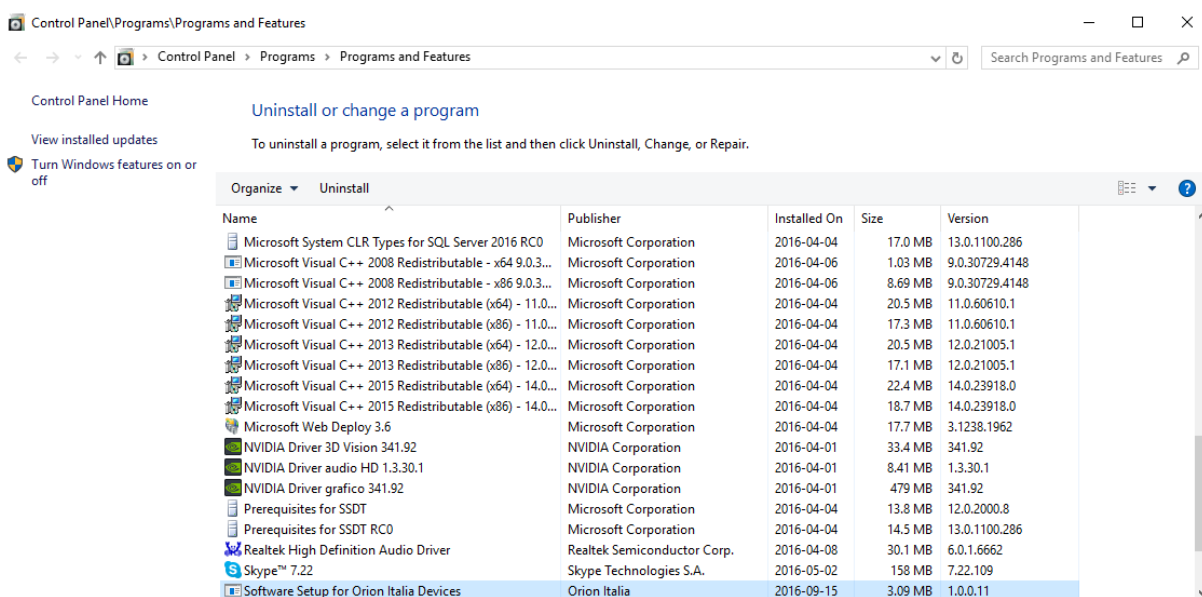 Control Panel\Programs\Programs and Features
Control Panel > Programs > Programs and Features
Search Programs and Features
Control Panel Home
View installed updates
Turn Windows features on or
off
Uninstall or change a program
To uninstall a program, select it from the list and then click Uninstall, Change, or Repair.
Organize Uninstall
Name Publisher Installed On Size Version
Microsoft System CLR Types for SQL Server 2016 RC0 Microsoft Corporation 2016-04-04 17.0 MB 13.0.1100.286
Microsoft Visual C++ 2008 Redistributable - x64 9.0.3... Microsoft Corporation 2016-04-06 1.03 MB 9.0.30729.4148
Microsoft Visual C++ 2008 Redistributable - x86 9.0.3... Microsoft Corporation 2016-04-06 8.69 MB 9.0.30729.4148
Microsoft Visual C++ 2012 Redistributable (x64) - 11.0... Microsoft Corporation 2016-04-04 20.5 MB 11.0.60610.1
Microsoft Visual C++ 2012 Redistributable (x86) - 11.0... Microsoft Corporation 2016-04-04 17.3 MB 11.0.60610.1
Microsoft Visual C++ 2013 Redistributable (x64) - 12.0... Microsoft Corporation 2016-04-04 20.5 MB 12.0.21005.1
Microsoft Visual C++ 2013 Redistributable (x86) - 12.0... Microsoft Corporation 2016-04-04 17.1 MB 12.0.21005.1
Microsoft Visual C++ 2015 Redistributable (x64) - 14.0... Microsoft Corporation 2016-04-04 22.4 MB 14.0.23918.0
Microsoft Visual C++ 2015 Redistributable (x86) - 14.0... Microsoft Corporation 2016-04-04 18.7 MB 14.0.23918.0
Microsoft Web Deploy 3.6 Microsoft Corporation 2016-04-04 17.7 MB 3.1238.1962
NVIDIA Driver 3D Vision 341.92 NVIDIA Corporation 2016-04-01 33.4 MB 341.92
NVIDIA Driver audio HD 1.3.30.1 NVIDIA Corporation 2016-04-01 8.41 MB 1.3.30.1
NVIDIA Driver grafico 341.92 NVIDIA Corporation 2016-04-01 479 MB 341.92
Prerequisites for SSDT Microsoft Corporation 2016-04-04 13.8 MB 12.0.2000.8
Prerequisites for SSDT RC0 Microsoft Corporation 2016-04-04 14.5 MB 13.0.1100.286
Realtek High Definition Audio Driver Realtek Semiconductor Corp. 2016-04-08 30.1 MB 6.0.1.6662
Skype™ 7.22 Skype Technologies S.A. 2016-05-02 158 MB 7.22.109
Software Setup for Orion Italia Devices Orion Italia 2016-09-15 3.09 MB 1.0.0.11